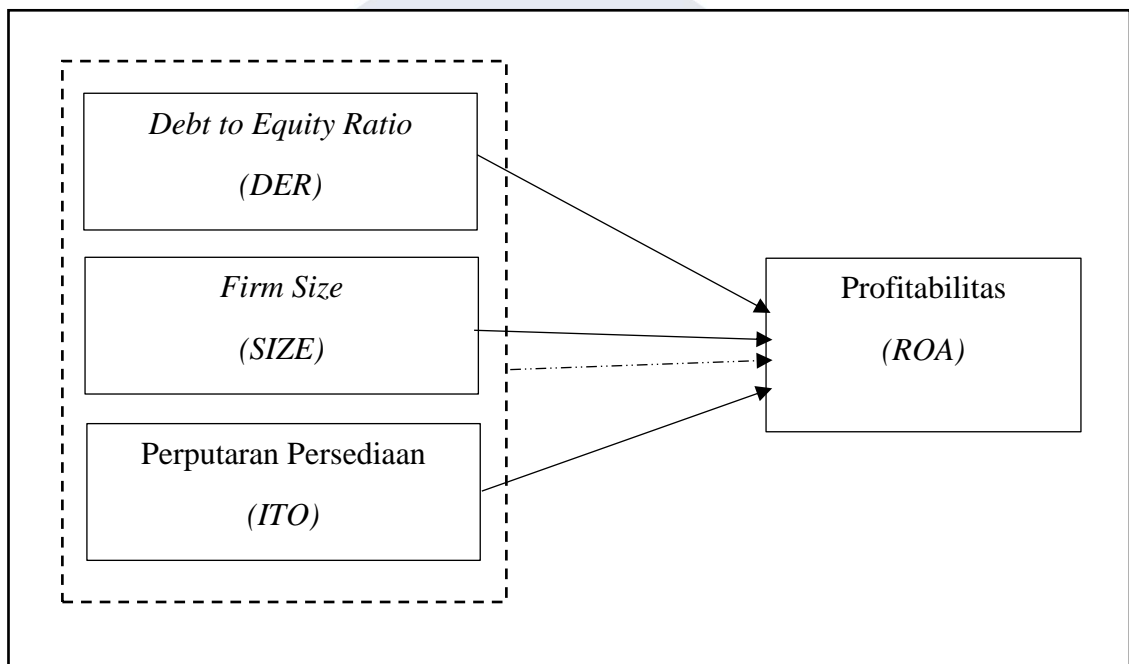 Debt to Equity Ratio
(DER)
Firm Size
(SIZE)
Perputaran Persediaan
(ITO)
Profitabilitas
(ROA)